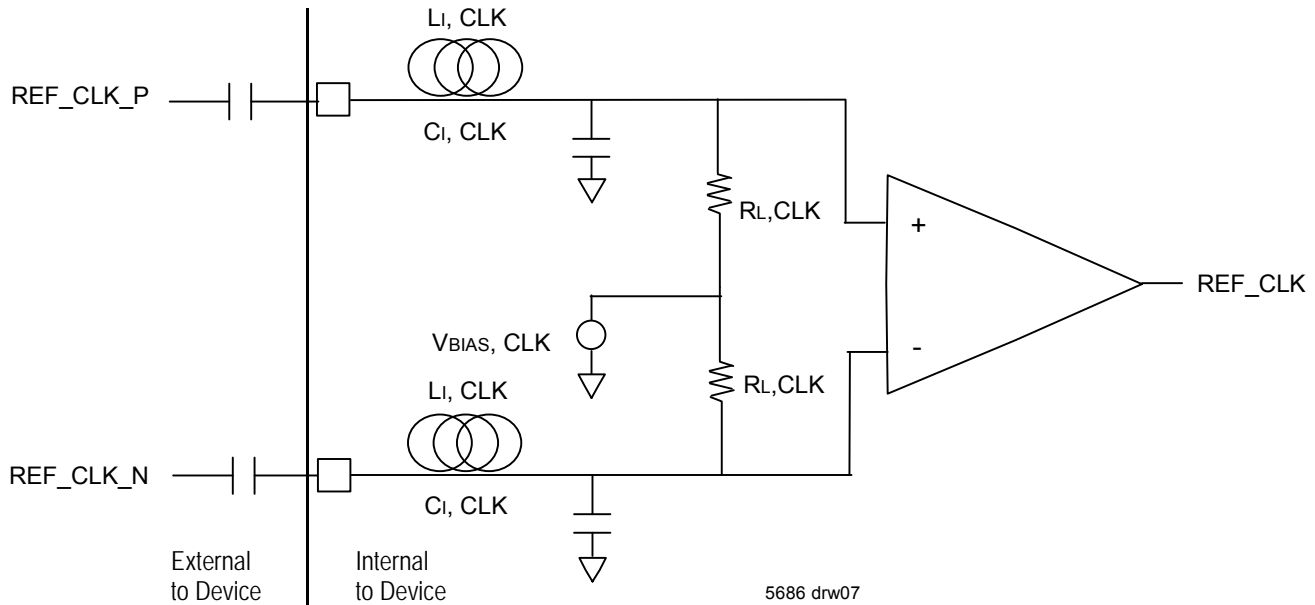 LI, CLK
REF_CLK_P
CI, CLK
RL,CLK
+
REF_CLK
VBIAS, CLK
-
RL,CLK
LI, CLK
REF_CLK_N
CI, CLK
External
to Device
Internal
to Device
5686 drw07